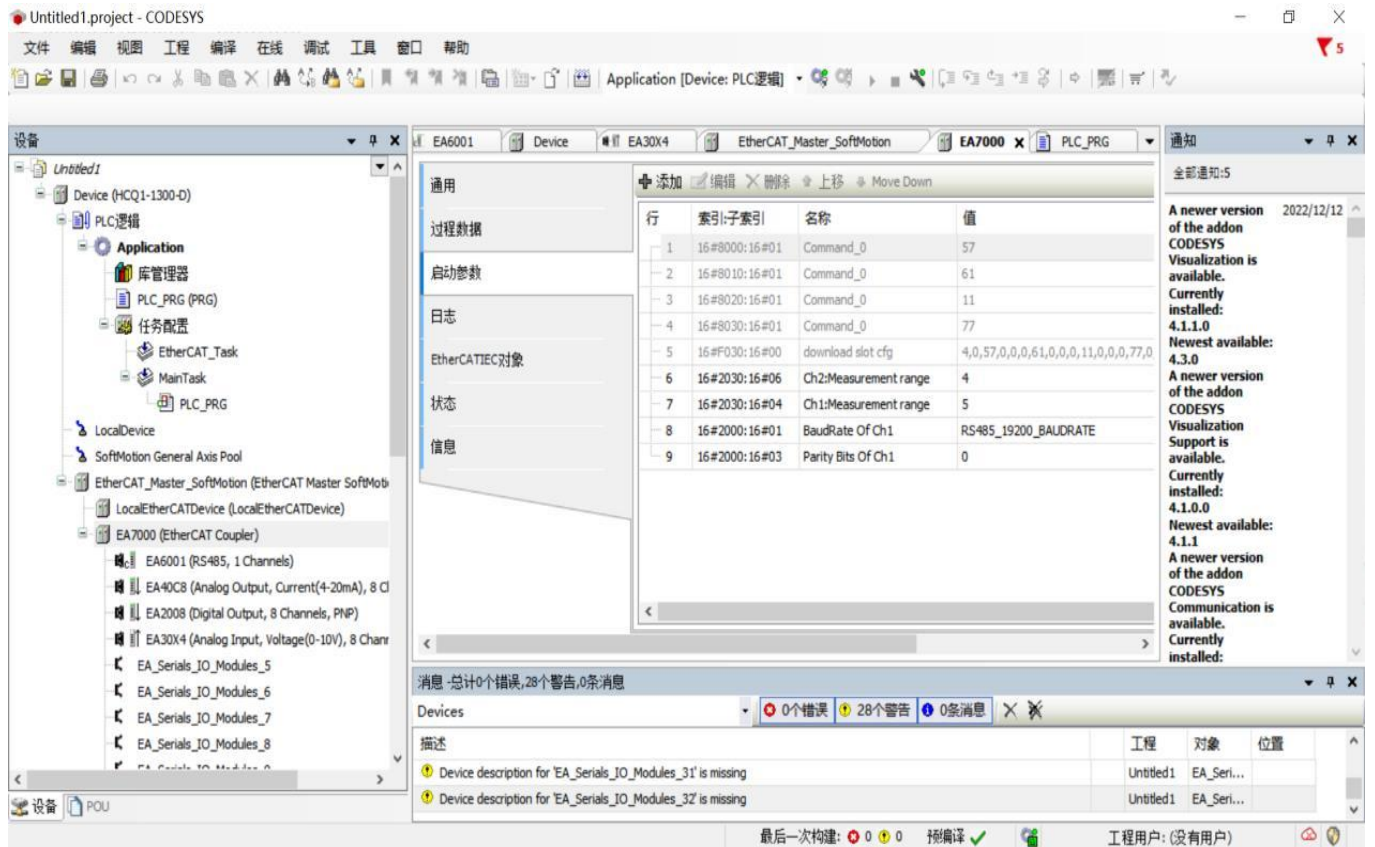 Untitled1.project - CODESYS
文件 编辑 视图 工程 编译 在线 调试 工具 窗口 帮助
5
Application [Device: PLC逻辑]
设备
Untitled1
Device (HCQ1-1300-D)
PLC逻辑
Application
库管理器
PLC_PRG (PRG)
任务配置
EtherCAT_Task
MainTask
PLC_PRG
LocalDevice
SoftMotion General Axis Pool
EtherCAT_Master_SoftMotion (EtherCAT Master SoftMoti
LocalEtherCATDevice (LocalEtherCATDevice)
EA7000 (EtherCAT Coupler)
EA6001 (RS485, 1 Channels)
EA40C8 (Analog Output, Current(4-20mA), 8 Cl
EA2008 (Digital Output, 8 Channels, PNP)
EA30X4 (Analog Input, Voltage(0-10V), 8 Chanr
EA_Serials_IO_Modules_5
EA_Serials_IO_Modules_6
EA_Serials_IO_Modules_7
EA_Serials_IO_Modules_8
设备 POU
EA6001 Device EA30X4 EtherCAT_Master_SoftMotion EA7000 PLC_PRG
通用
过程数据
启动参数
日志
EtherCATIEC对象
状态
信息
添加 编辑 删除 上移 Move Down
行 索引:子索引 名称 值
1 16#8000:16#01 Command_0 57
2 16#8010:16#01 Command_0 61
3 16#8020:16#01 Command_0 11
4 16#8030:16#01 Command_0 77
5 16#F030:16#00 download slot cfg 4,0,57,0,0,0,61,0,0,0,11,0,0,0,77,0
6 16#2030:16#06 Ch2:Measurement range 4
7 16#2030:16#04 Ch1:Measurement range 5
8 16#2000:16#01 BaudRate Of Ch1 RS485_19200_BAUDRATE
9 16#2000:16#03 Parity Bits Of Ch1 0
通知
全部通知:5
A newer version 2022/12/12
of the addon
CODESYS
Visualization is
available.
Currently
installed:
4.1.1.0
Newest available:
4.3.0
A newer version
of the addon
CODESYS
Visualization
Support is
available.
Currently
installed:
4.1.0.0
Newest available:
4.1.1
A newer version
of the addon
CODESYS
Communication is
available.
Currently
installed:
消息 -总计0个错误,28个警告,0条消息
Devices 0个错误 28个警告 0条消息
描述 工程 对象 位置
Device description for 'EA_Serials_IO_Modules_31' is missing Untitled1 EA_Seri...
Device description for 'EA_Serials_IO_Modules_32' is missing Untitled1 EA_Seri...
最后一次构建: 0 0 预编译 工程用户: (没有用户)